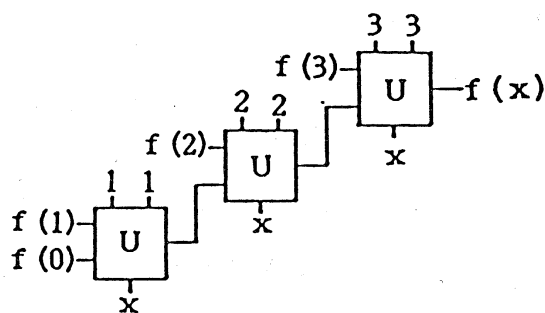 3 3
f (3)
U
f (x)
x
2 2
f (2)
U
x
1 1
f (1)
U
f (0)
x